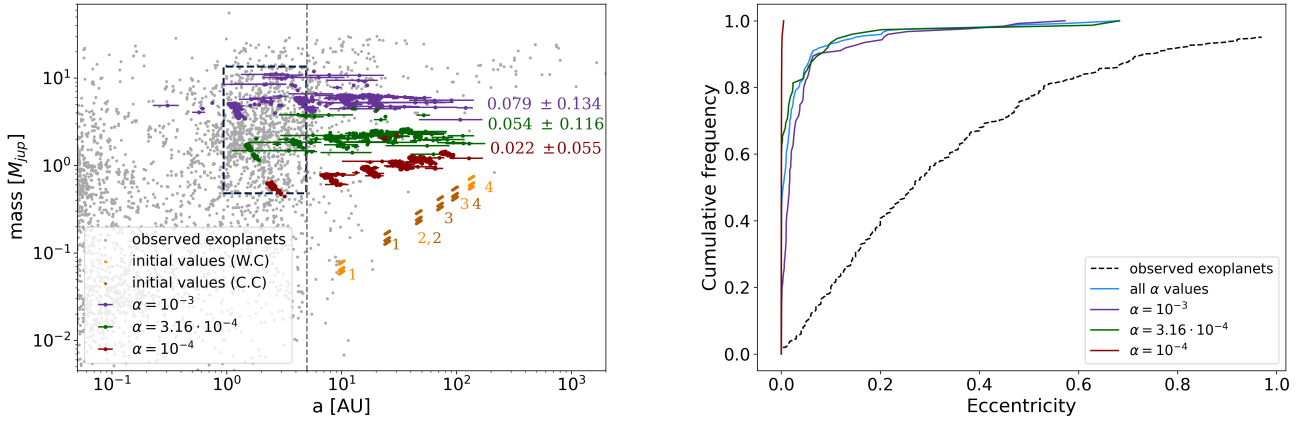 mass [M_{jup}]
10^1
10^0
10^{-1}
10^{-2}
0.079 ±0.134
0.054 ±0.116
0.022 ±0.055
4
3 4
3
2, 2
1
1
observed exoplanets
initial values (W.C)
initial values (C.C)
α = 10^{-3}
α = 3.16 · 10^{-4}
α = 10^{-4}
10^{-1} 10^0 10^1 10^2 10^3
a [AU]
Cumulative frequency
1.0
0.8
0.6
0.4
0.2
0.0
observed exoplanets
all α values
α = 10^{-3}
α = 3.16 · 10^{-4}
α = 10^{-4}
0.0 0.2 0.4 0.6 0.8 1.0
Eccentricity